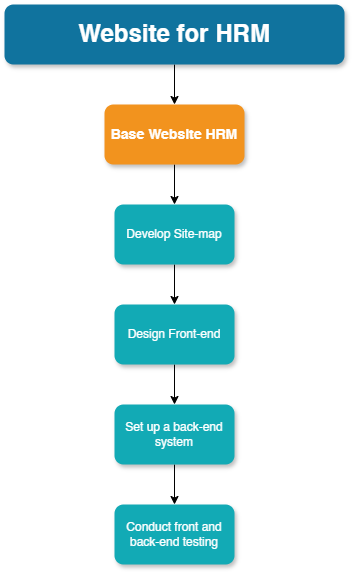 Website for HRM
Base Website HRM
Develop Site-map
Design Front-end
Set up a back-end
system
Conduct front and
back-end testing